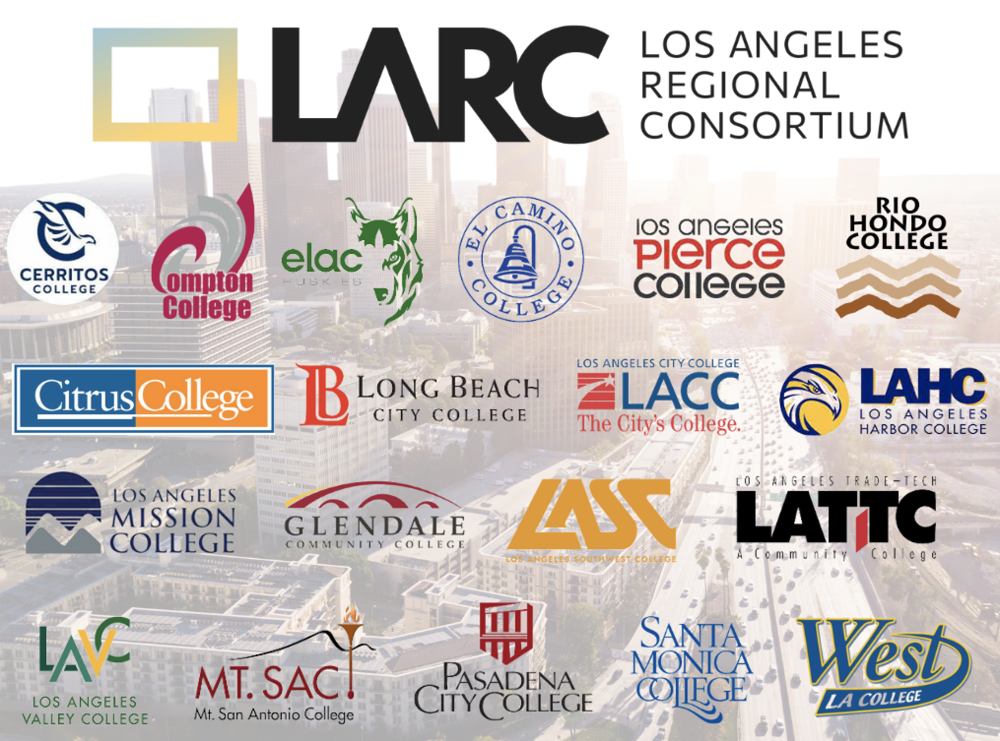 LARC
LOS ANGELES
REGIONAL
CONSORTIUM
CERRITOS
COLLEGE
Compton
College
elac
HUSKIES
EL CAMINO
COLLEGE
los angeles
Pierce
college
RIO
HONDO
COLLEGE
Citrus College
LB
LONG BEACH
CITY COLLEGE
LOS ANGELES CITY COLLEGE
LACC
The City's College.
LAHC
LOS ANGELES
HARBOR COLLEGE
LOS ANGELES
MISSION
COLLEGE
GLENDALE
COMMUNITY COLLEGE
LASC
LOS ANGELES SOUTHWEST COLLEGE
LOS ANGELES TRADE-TECH
LATTC
A Community College
LAVC
LOS ANGELES
VALLEY COLLEGE
MT. SAC
Mt. San Antonio College
PASADENA
CITY COLLEGE
SANTA
MONICA
COLLEGE
West
LA COLLEGE